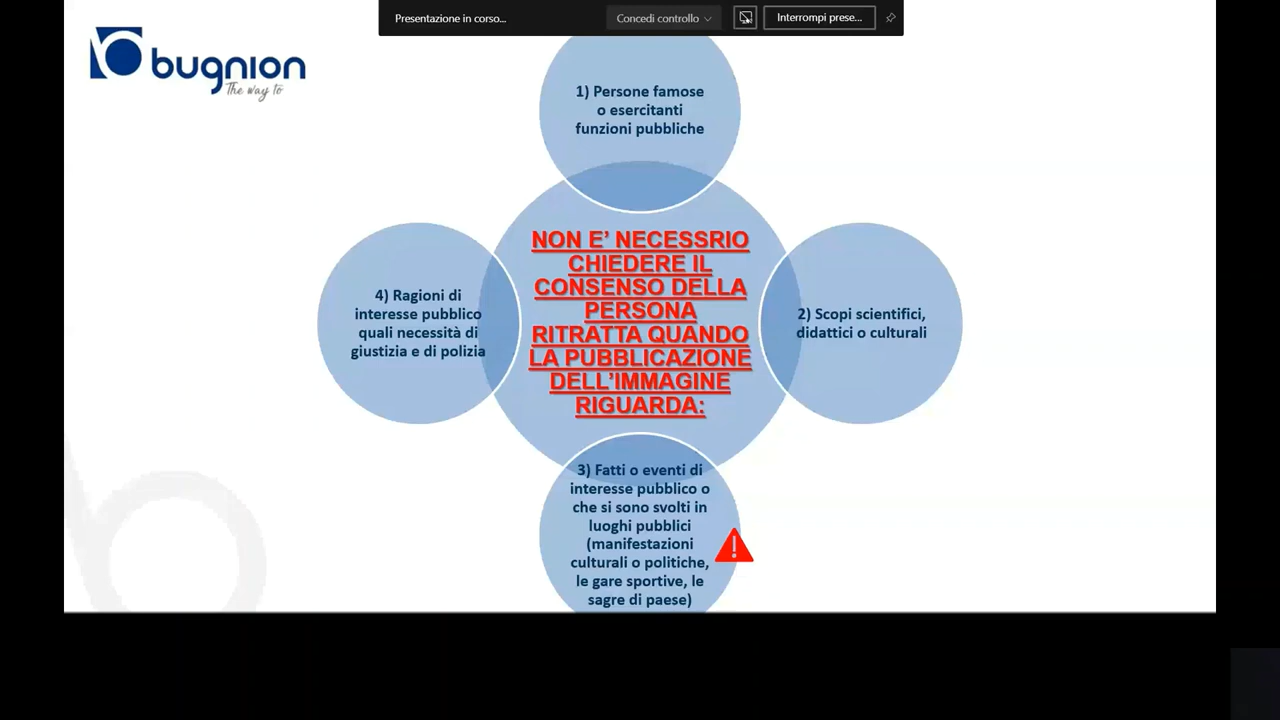 Presentazione in corso...
Concedi controllo
Interrompi prese...
bugnion
The way to
1) Persone famose
o esercitanti
funzioni pubbliche
NON E’ NECESSRIO
CHIEDERE IL
CONSENSO DELLA
PERSONA
RITRATTA QUANDO
LA PUBBLICAZIONE
DELL’IMMAGINE
RIGUARDA:
4) Ragioni di
interesse pubblico
quali necessità di
giustizia e di polizia
2) Scopi scientifici,
didattici o culturali
3) Fatti o eventi di
interesse pubblico o
che si sono svolti in
luoghi pubblici
(manifestazioni
culturali o politiche,
le gare sportive, le
sagre di paese)